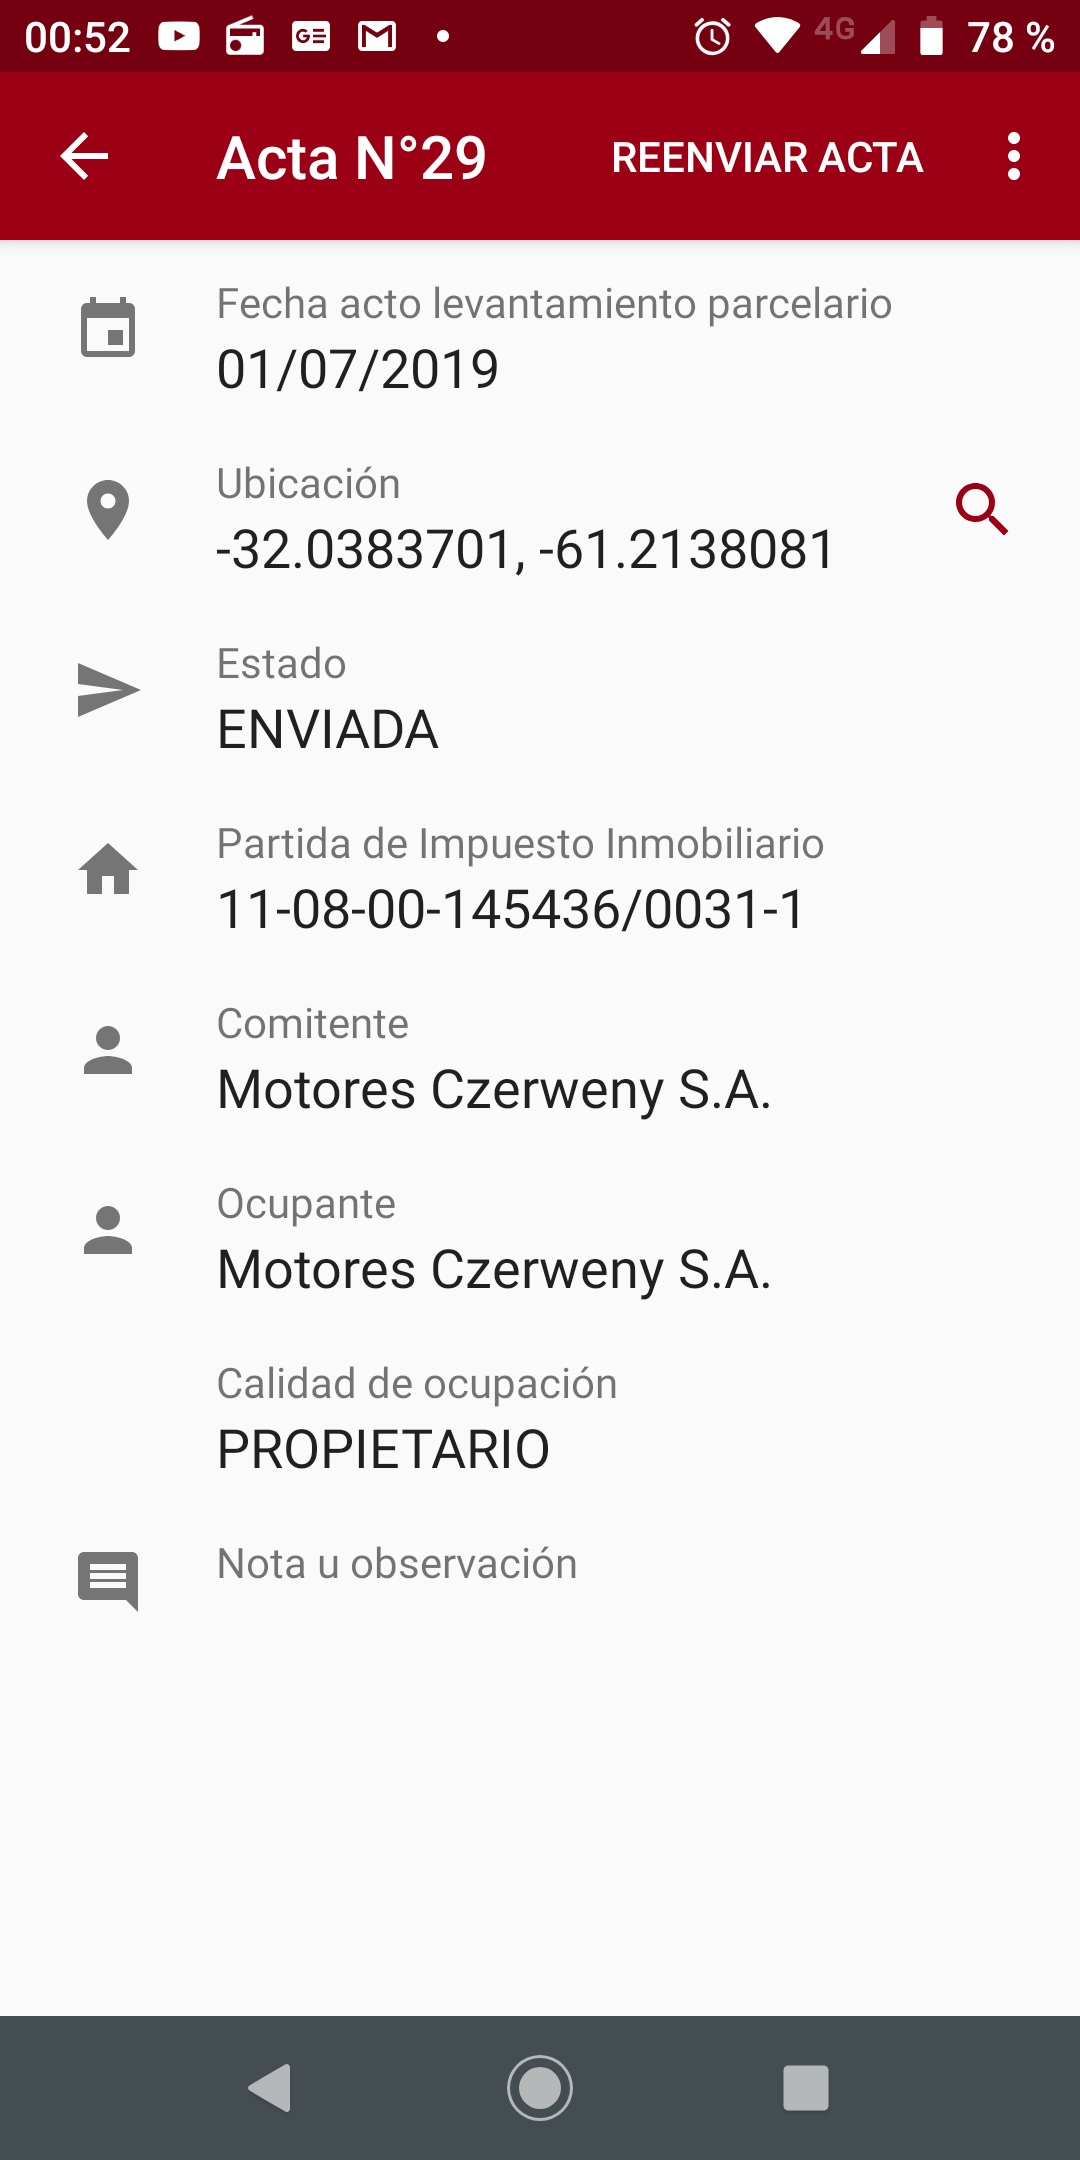 00:52 GE 4G 78 %
Acta N°29 REENVIAR ACTA
Fecha acto levantamiento parcelario
01/07/2019
Ubicación
-32.0383701, -61.2138081
Estado
ENVIADA
Partida de Impuesto Inmobiliario
11-08-00-145436/0031-1
Comitente
Motores Czerweny S.A.
Ocupante
Motores Czerweny S.A.
Calidad de ocupación
PROPIETARIO
Nota u observación